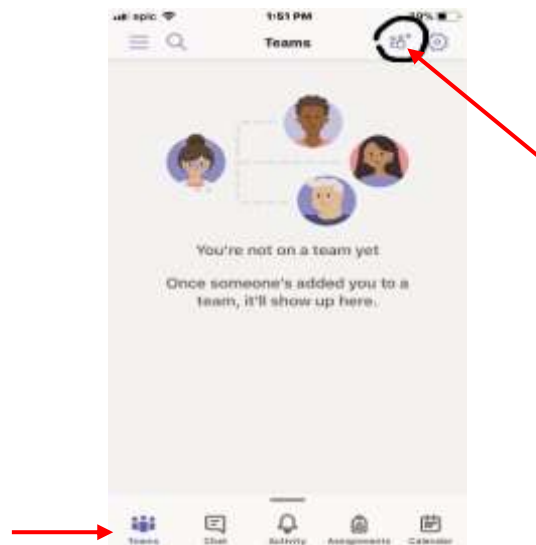 epic 1:51 PM
Teams
You're not on a team yet
Once someone's added you to a
team, it'll show up here.
Teams Chat Activity Assignments Calendar